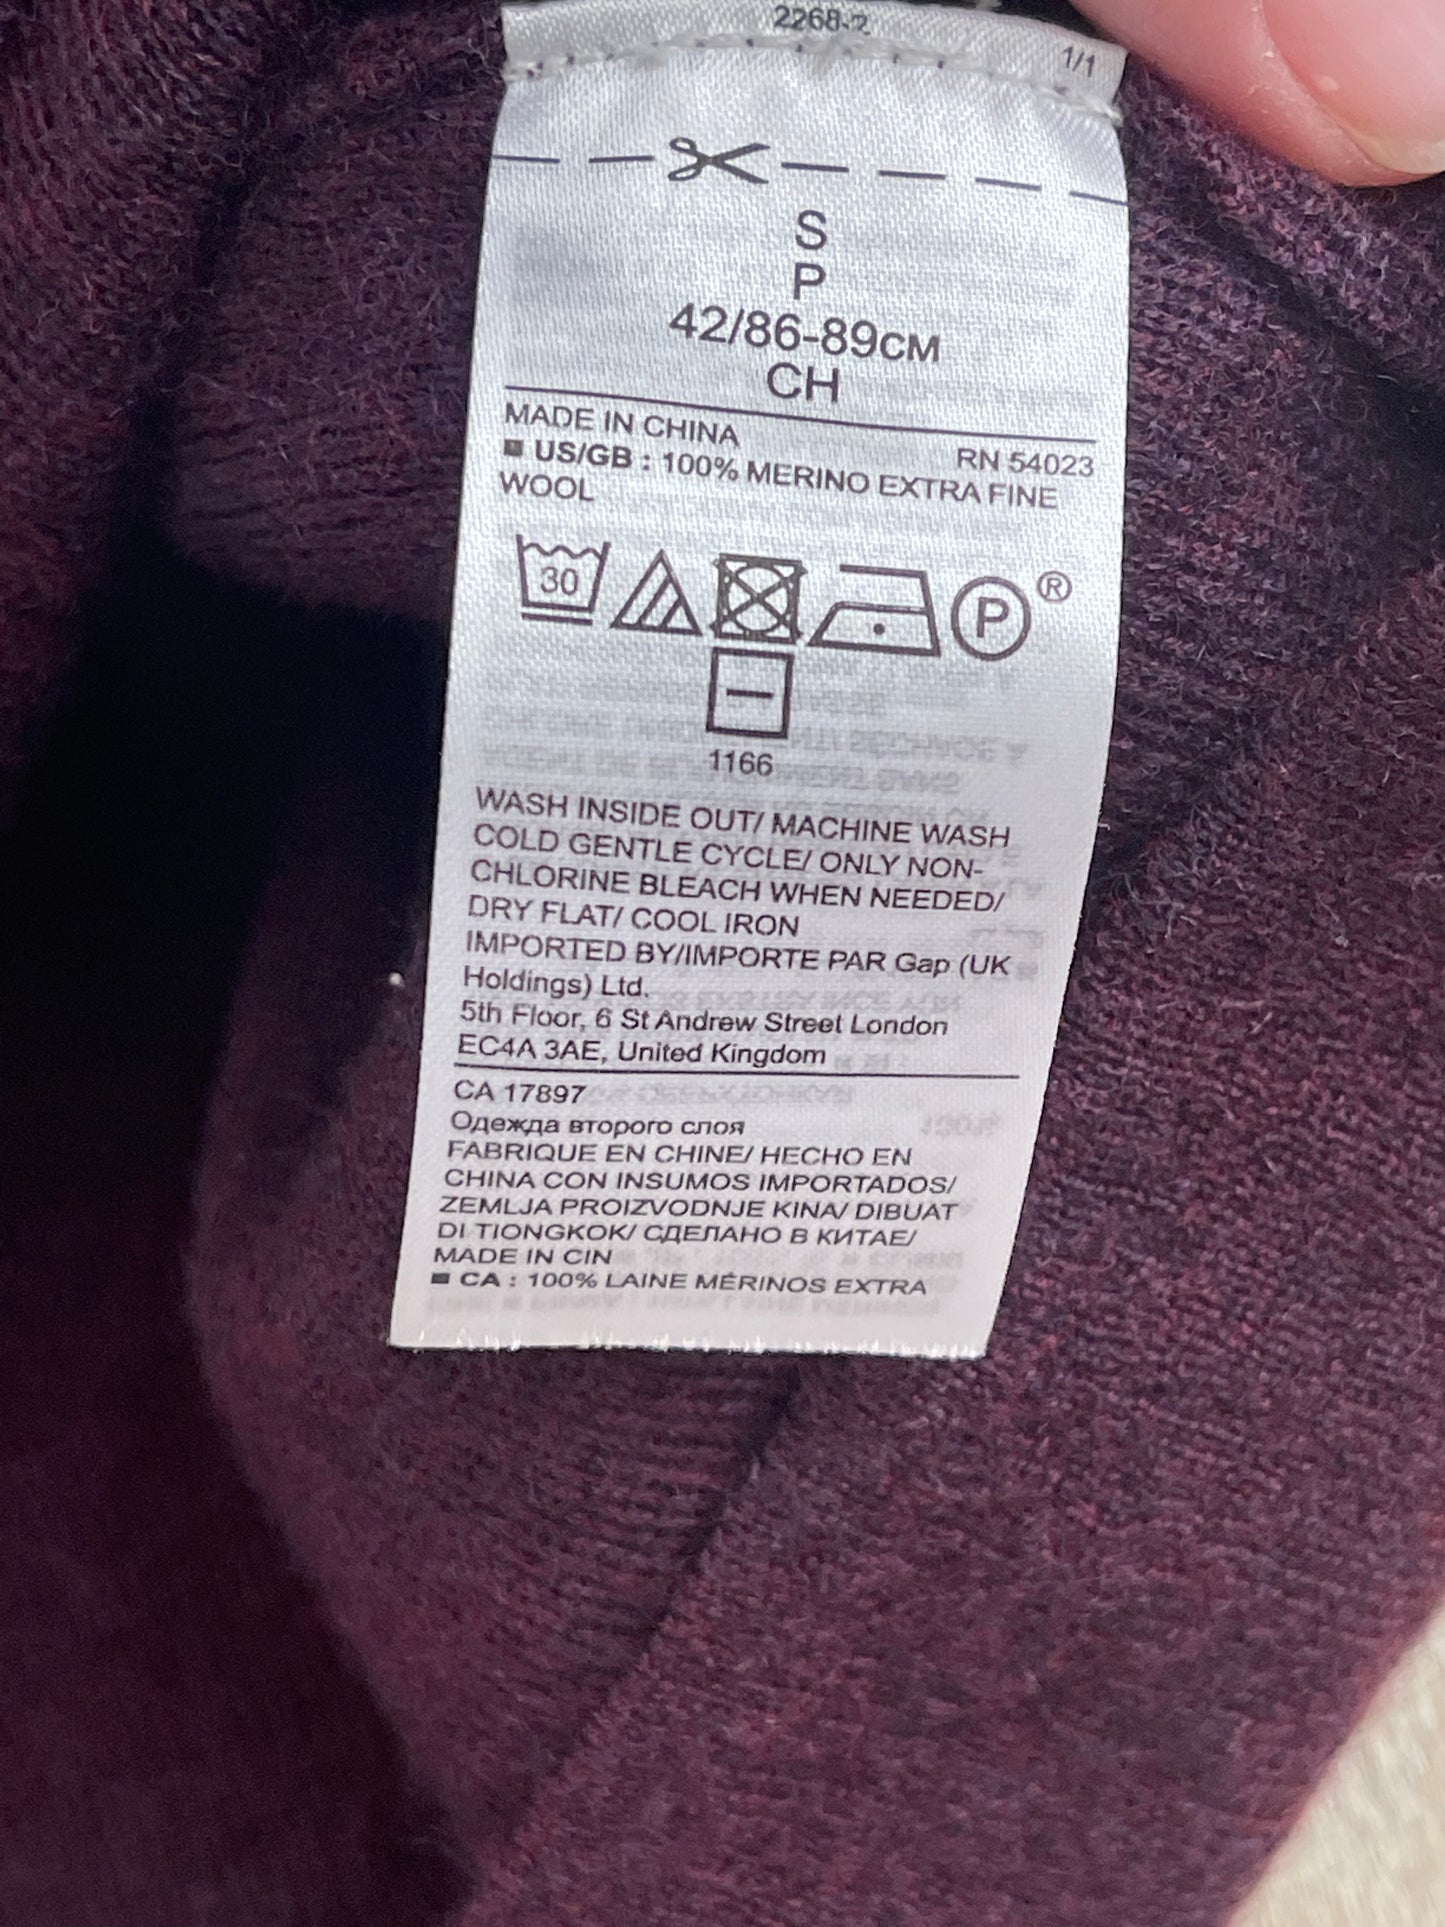 2268-2
1/1
S
P
42/86-89CM
CH
MADE IN CHINA
RN 54023
US/GB : 100% MERINO EXTRA FINE
WOOL
30
P
®
1166
WASH INSIDE OUT/ MACHINE WASH
COLD GENTLE CYCLE/ ONLY NON-
CHLORINE BLEACH WHEN NEEDED/
DRY FLAT/ COOL IRON
IMPORTED BY/IMPORTE PAR Gap (UK
Holdings) Ltd.
5th Floor, 6 St Andrew Street London
EC4A 3AE, United Kingdom
CA 17897
Одежда второго слоя
FABRIQUE EN CHINE/ HECHO EN
CHINA CON INSUMOS IMPORTADOS/
ZEMLJA PROIZVODNJE KINA/ DIBUAT
DI TIONGKOK/ СДЕЛАНО В КИТАЕ/
MADE IN CIN
CA : 100% LAINE MÉRINOS EXTRA